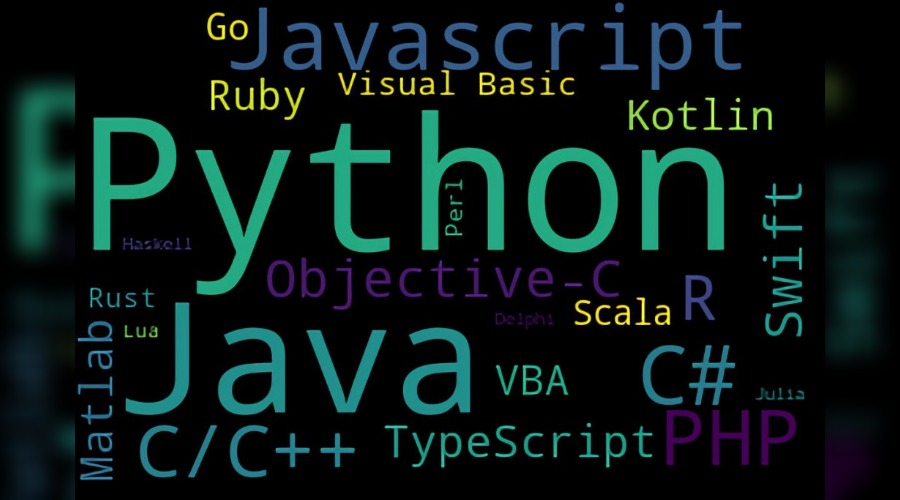 Go
Javascript
Ruby
Visual Basic
Kotlin
Python
Perl
Swift
Haskell
Objective-C
R
Rust
Scala
Delphi
Lua
Java
Matlab
VBA
C#
Julia
C/C++
TypeScript
PHP